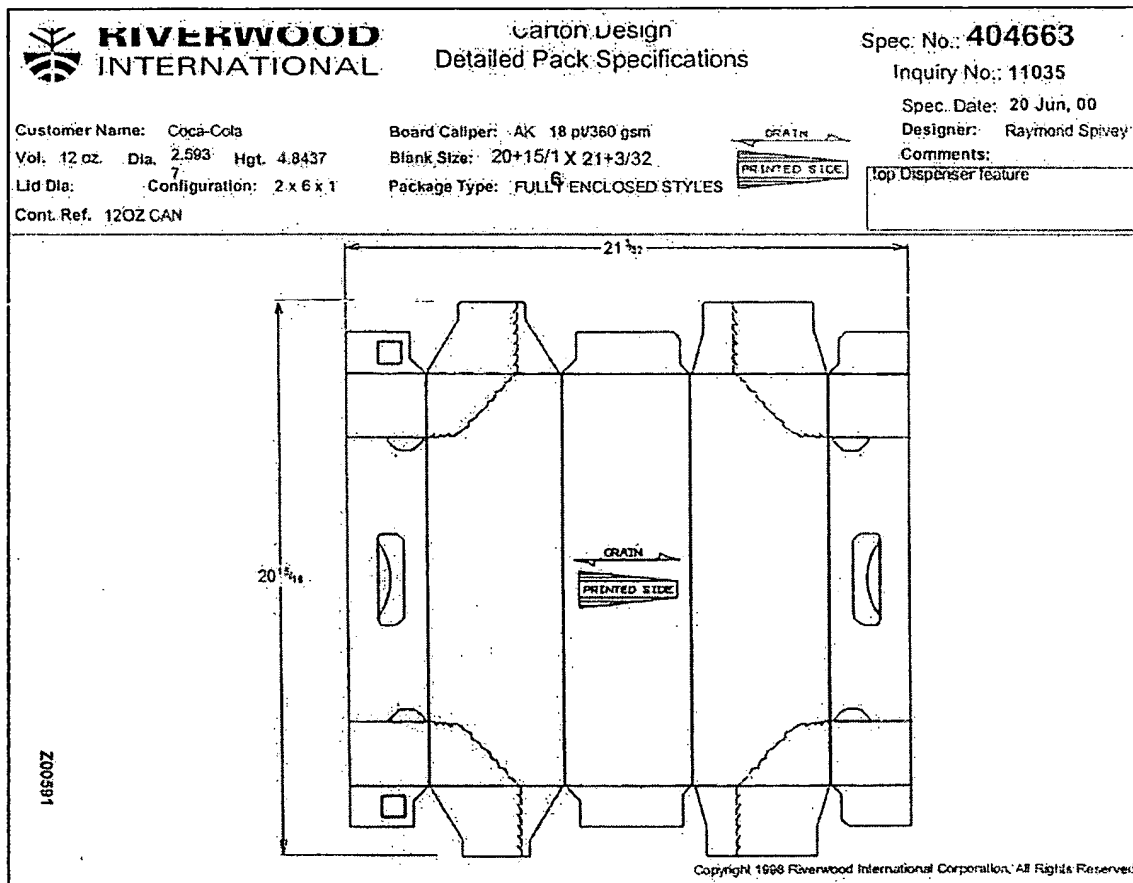 RIVERWOOD
INTERNATIONAL
Carton Design
Detailed Pack Specifications
Spec. No.: 404663
Inquiry No.: 11035
Spec. Date: 20 Jun, 00
Designer: Raymond Spivey
Comments:
Top Dispenser feature
Customer Name: Coca-Cola
Vol. 12 oz. Dia. 2.593 Hgt. 4.8437
7
Lid Dia: Configuration: 2 x 6 x 1
Cont. Ref. 12OZ CAN
Board Caliper: AK 18 pt/360 gsm
Blank Size: 20+15/1 X 21+3/32
6
Package Type: FULLY ENCLOSED STYLES
GRAIN
PRINTED SIDE
21 3/32
20 15/16
GRAIN
PRINTED SIDE
Z00591
Copyright 1998 Riverwood International Corporation, All Rights Reserved